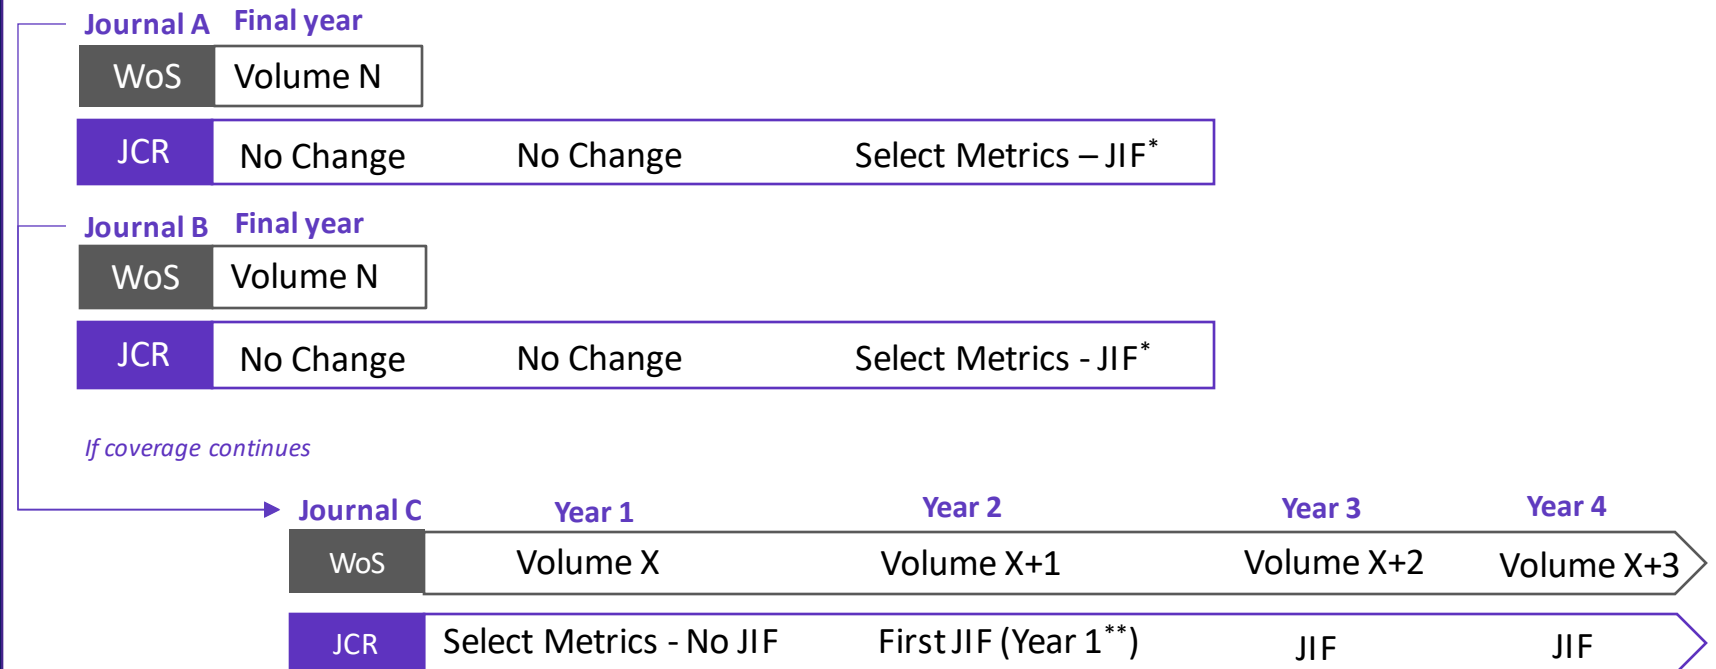 Journal A Final year
WoS Volume N
JCR No Change No Change Select Metrics – JIF*
Journal B Final year
WoS Volume N
JCR No Change No Change Select Metrics - JIF*
If coverage continues
Journal C Year 1 Year 2 Year 3 Year 4
WoS Volume X Volume X+1 Volume X+2 Volume X+3
JCR Select Metrics - No JIF First JIF (Year 1**) JIF JIF